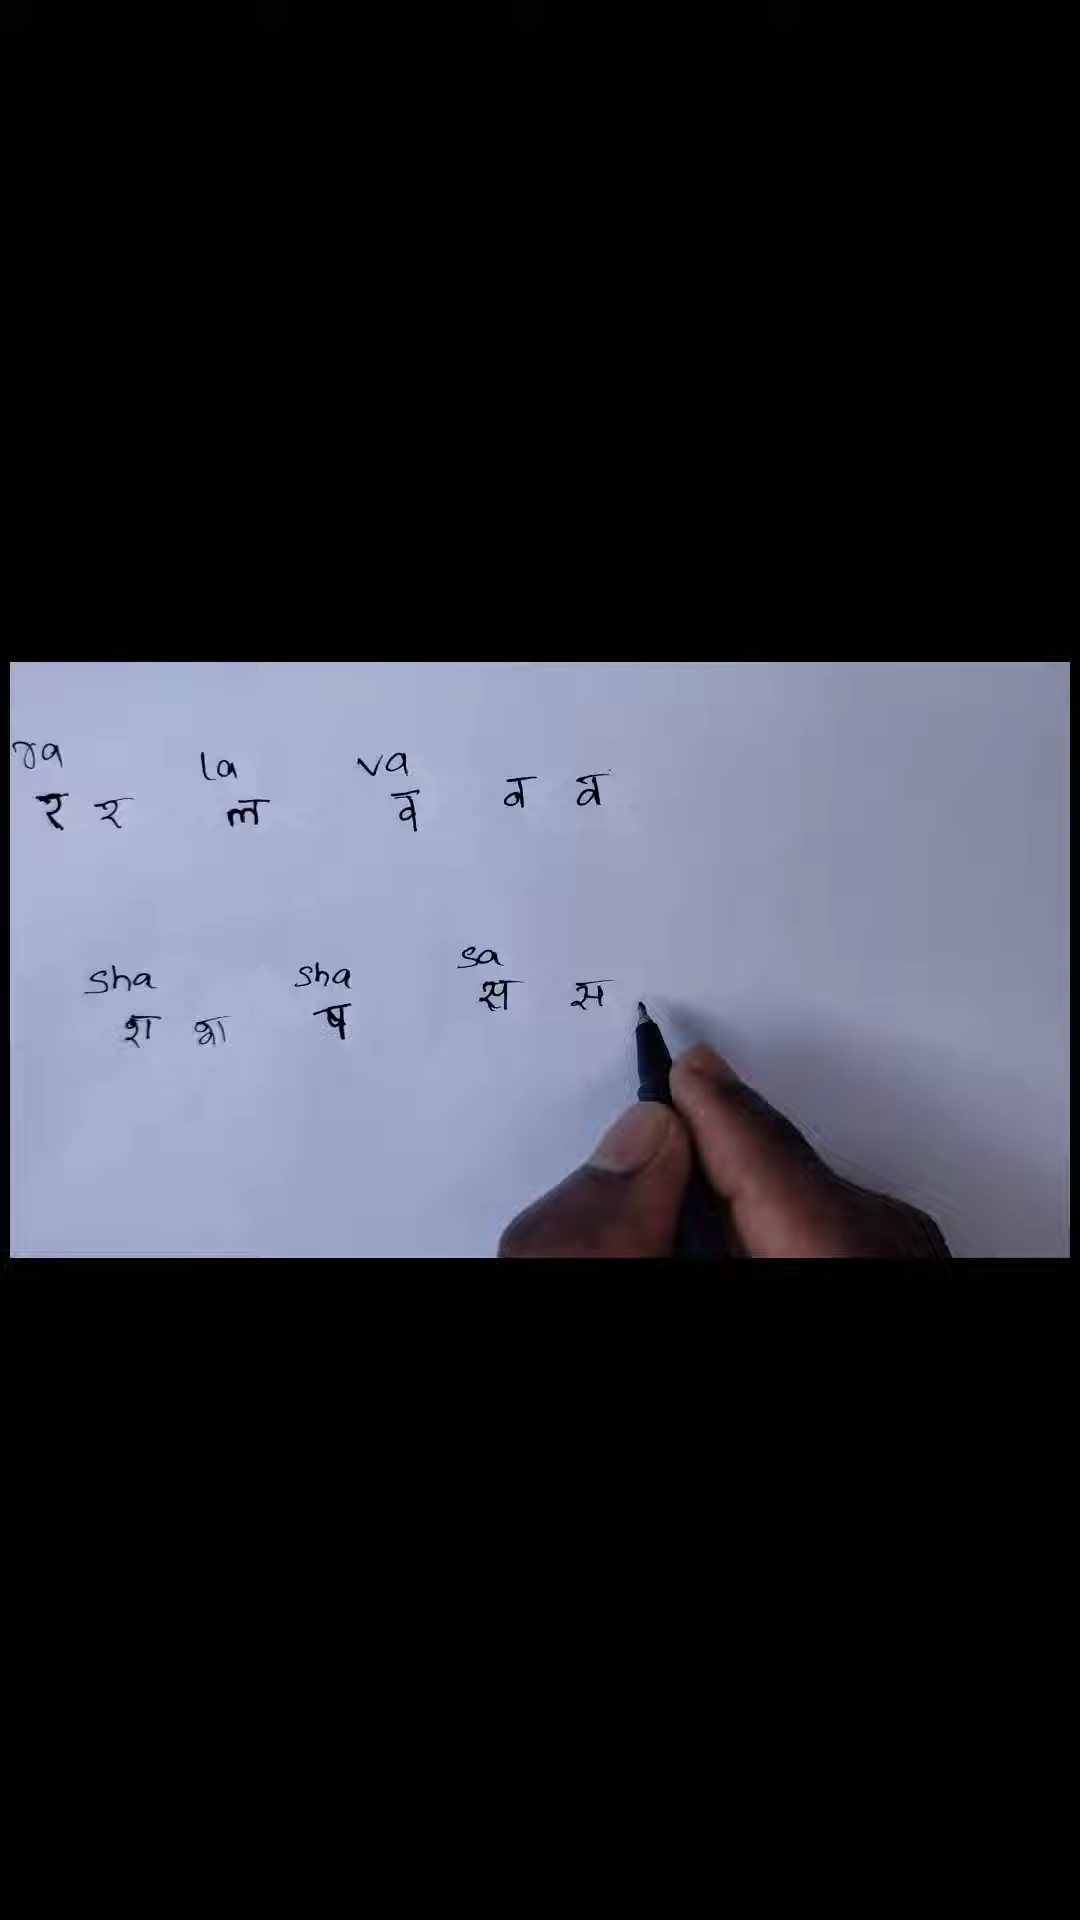 ra la va
र र ल व व व
sha sha sa
श श ष स स